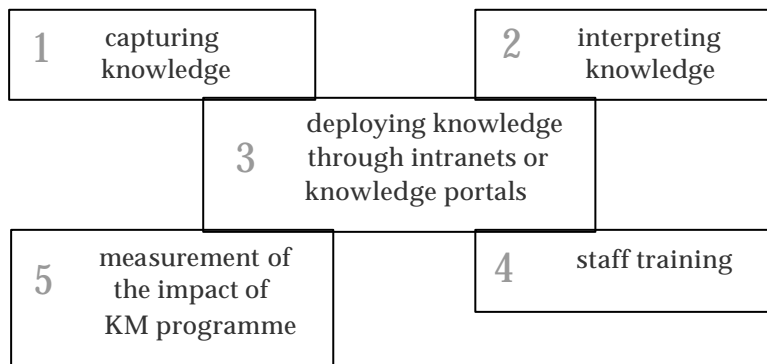 1 capturing
knowledge
2 interpreting
knowledge
3 deploying knowledge
through intranets or
knowledge portals
5 measurement of
the impact of
KM programme
4 staff training